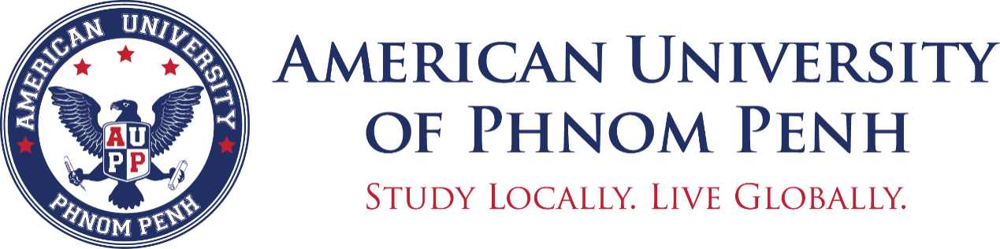 AMERICAN UNIVERSITY
PHNOM PENH
AU
PP
AMERICAN UNIVERSITY
OF PHNOM PENH
STUDY LOCALLY. LIVE GLOBALLY.